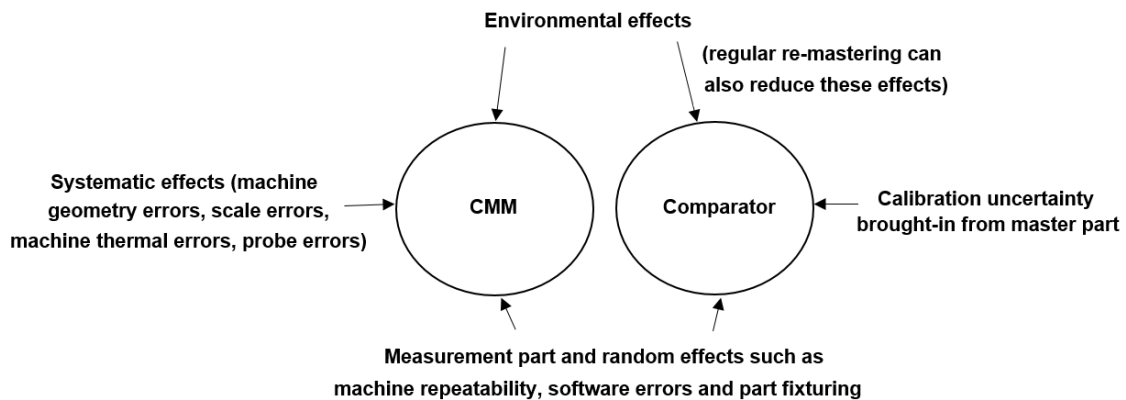 Environmental effects
(regular re-mastering can
also reduce these effects)
Systematic effects (machine
geometry errors, scale errors,
machine thermal errors, probe errors)
CMM
Comparator
Calibration uncertainty
brought-in from master part
Measurement part and random effects such as
machine repeatability, software errors and part fixturing